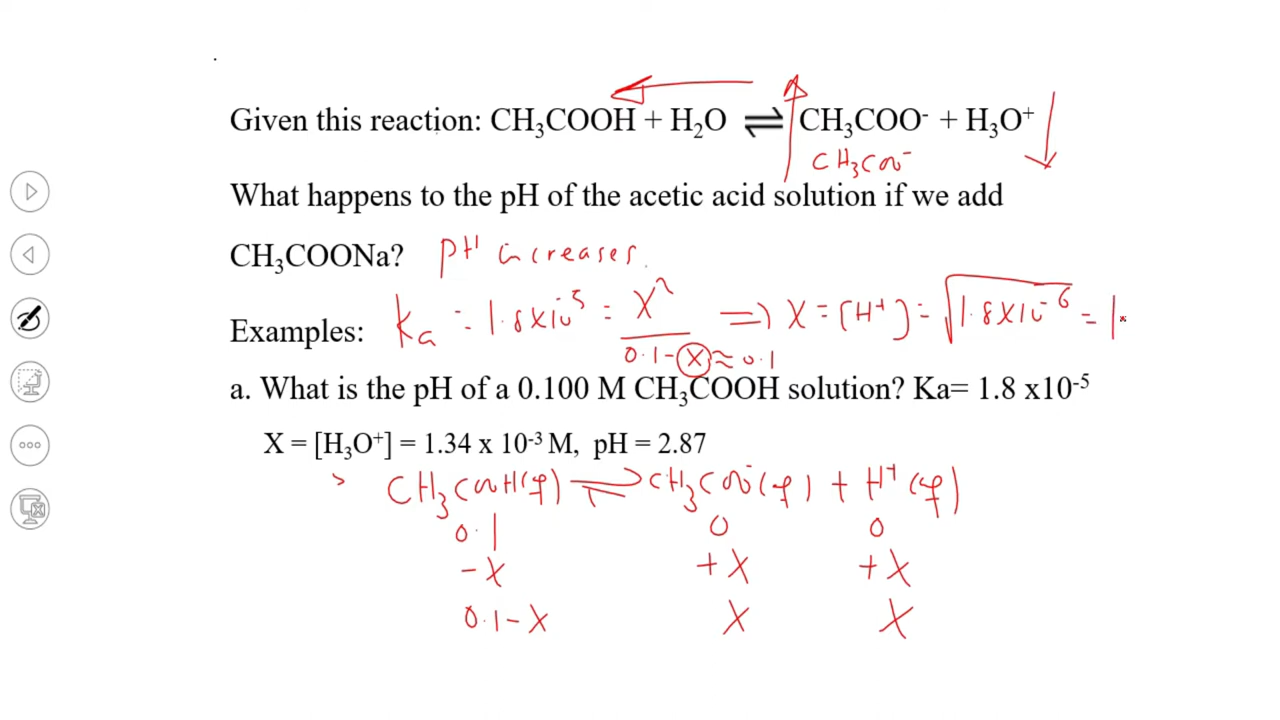 Given this reaction: CH₃COOH + H₂O ⇌ CH₃COO⁻ + H₃O⁺
CH₃COO⁻
What happens to the pH of the acetic acid solution if we add
CH₃COONa? pH increases.
Examples: Ka = 1.8x10⁻⁵ = X² / 0.1-X ≈ 0.1 ⟹ X = [H⁺] = √1.8x10⁻⁶ = 1
a. What is the pH of a 0.100 M CH₃COOH solution? Ka= 1.8 x10⁻⁵
X = [H₃O⁺] = 1.34 x 10⁻³ M, pH = 2.87
CH₃COOH(aq) ⇌ CH₃COO⁻(aq) + H⁺(aq)
0.1 0 0
-X +X +X
0.1-X X X